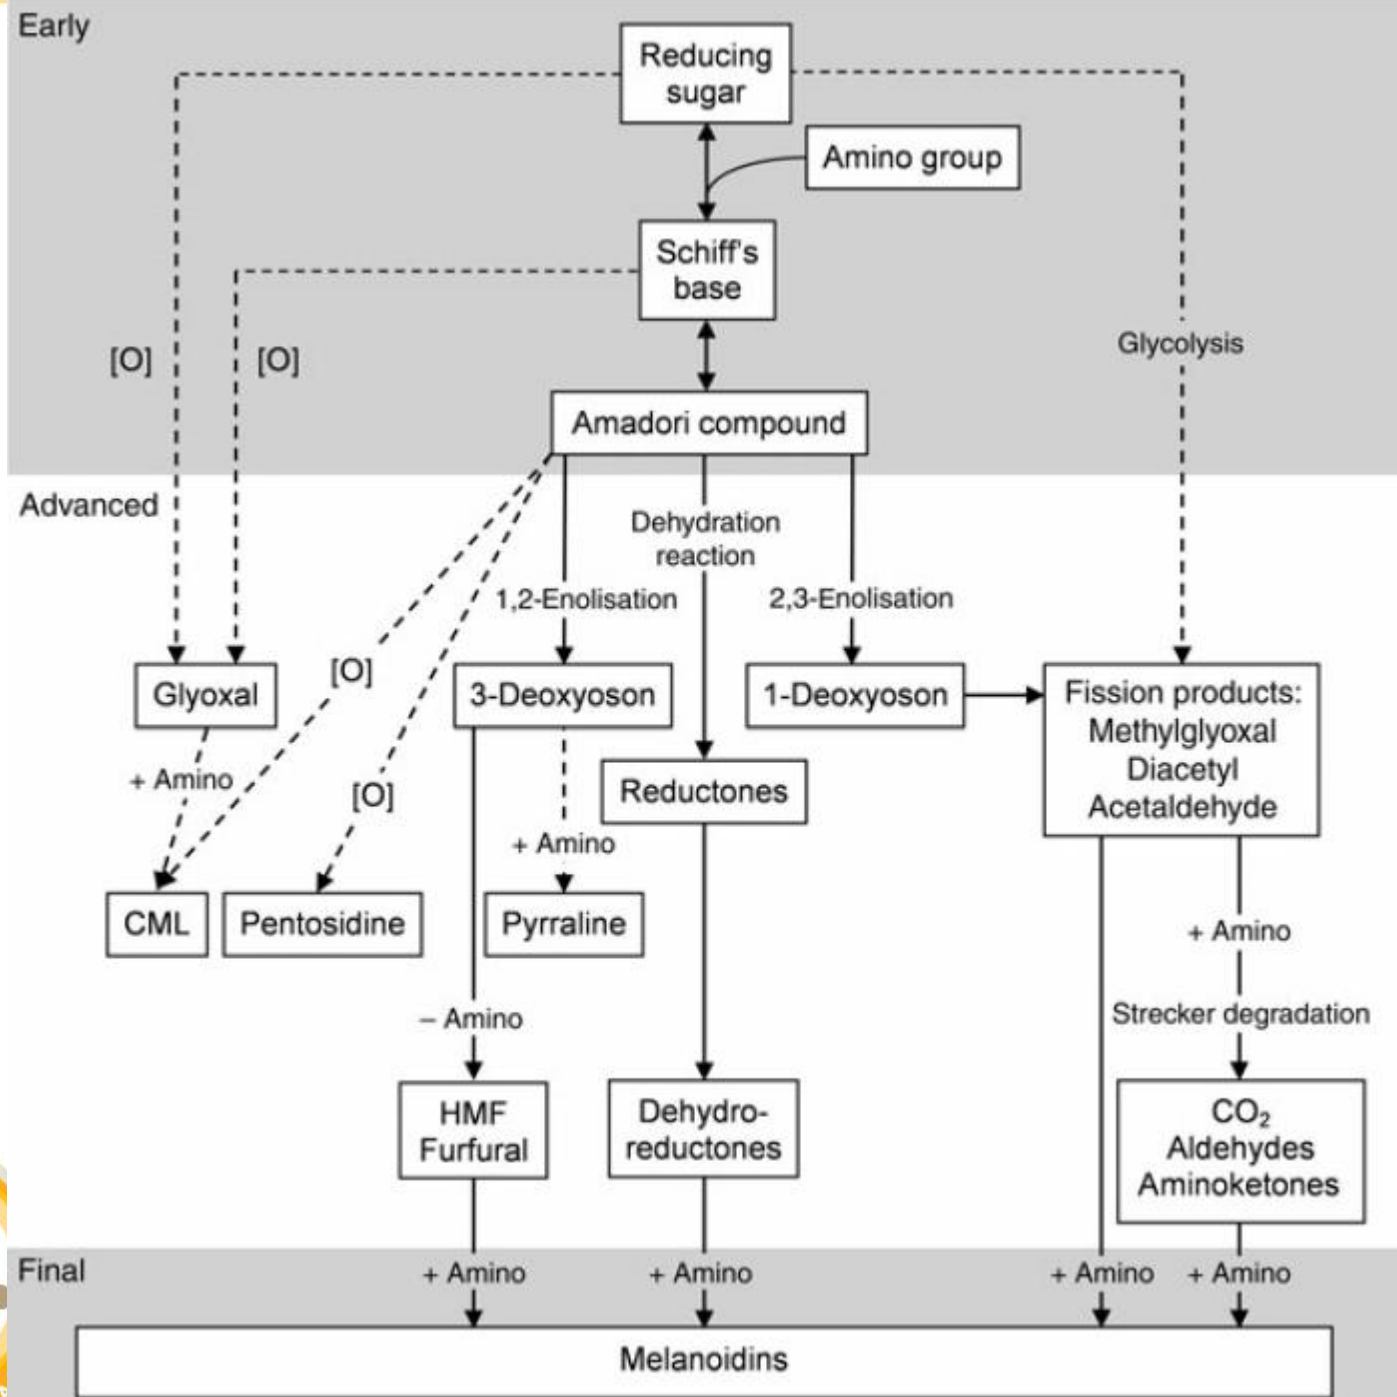 Early
Reducing
sugar
Amino group
Schiff's
base
[O]
[O]
Glycolysis
Amadori compound
Advanced
Dehydration
reaction
1,2-Enolisation
2,3-Enolisation
[O]
Glyoxal
3-Deoxyoson
1-Deoxyoson
Fission products:
Methylglyoxal
Diacetyl
Acetaldehyde
+ Amino
[O]
Reductones
+ Amino
CML
Pentosidine
Pyrraline
+ Amino
– Amino
Strecker degradation
HMF
Furfural
Dehydro-
reductones
CO₂
Aldehydes
Aminoketones
Final
+ Amino
+ Amino
+ Amino
+ Amino
Melanoidins